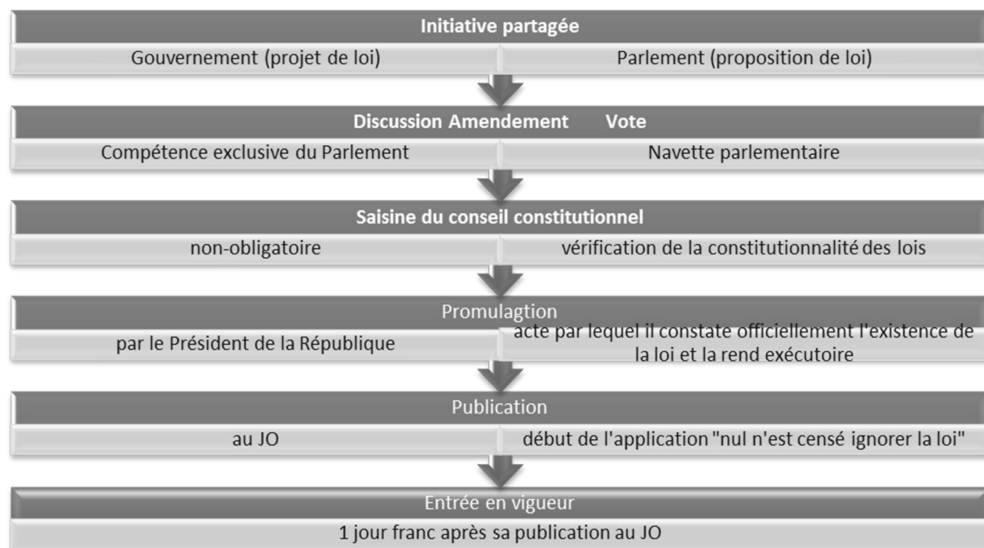 Initiative partagée
Gouvernement (projet de loi)
Parlement (proposition de loi)
Discussion Amendement Vote
Compétence exclusive du Parlement
Navette parlementaire
Saisine du conseil constitutionnel
non-obligatoire
vérification de la constitutionnalité des lois
Promulagtion
par le Président de la République
acte par lequel il constate officiellement l'existence de
la loi et la rend exécutoire
Publication
au JO
début de l'application "nul n'est censé ignorer la loi"
Entrée en vigueur
1 jour franc après sa publication au JO